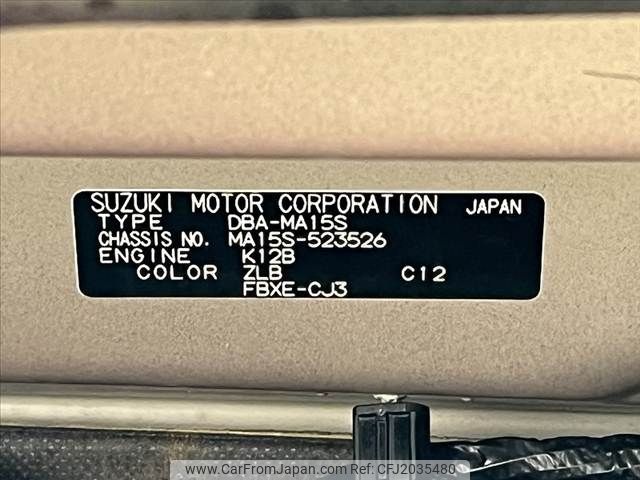 SUZUKI MOTOR CORPORATION JAPAN
TYPE DBA-MA15S
CHASSIS NO. MA15S-523526
ENGINE K12B
COLOR ZLB C12
FBXE-CJ3
www.CarFromJapan.com | Ref:CFJ2035480